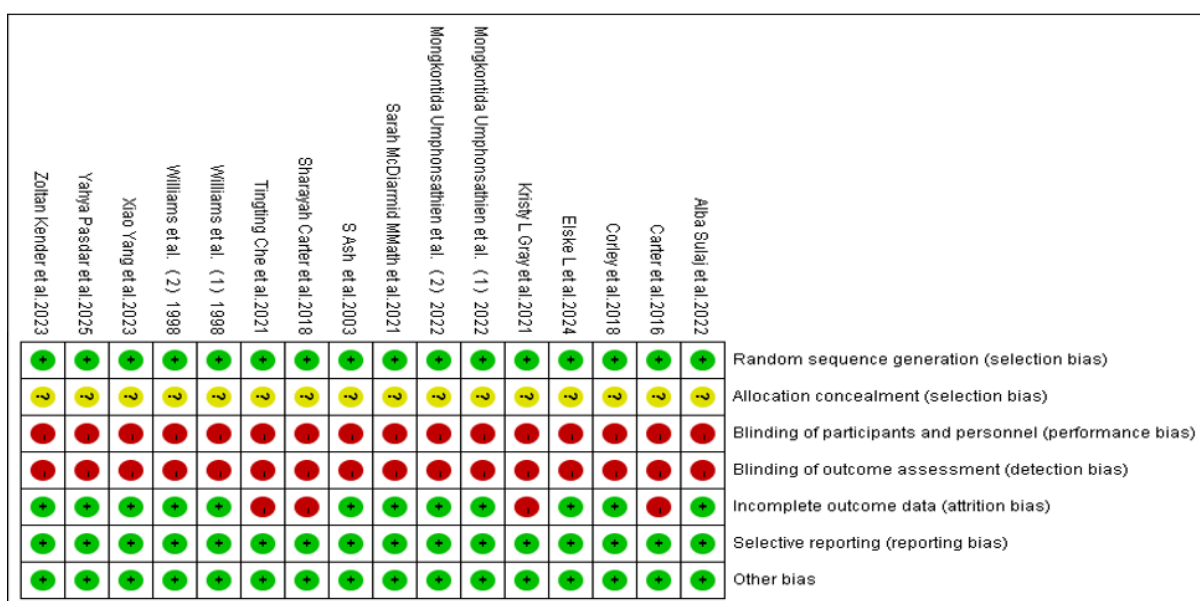 Zoltan Kender et al.2023
Yahya Pasdar et al.2025
Xiao Yang et al.2023
Williams et al. (2) 1998
Williams et al. (1) 1998
Tingting Che et al.2021
Sharayah Carter et al.2018
S Ash et al.2003
Sarah McDiarmid MMath et al.2021
Mongkontida Umphonsathien et al. (2) 2022
Mongkontida Umphonsathien et al. (1) 2022
Kristy L Gray et al.2021
Elske L et al.2024
Corley et al.2018
Carter et al.2016
Alba Sulaj et al.2022
+ + + + + + + + + + + + + + + + Random sequence generation (selection bias)
? ? ? ? ? ? ? ? ? ? ? ? ? ? ? ? Allocation concealment (selection bias)
- - - - - - - - - - - - - - - - Blinding of participants and personnel (performance bias)
- - - - - - - - - - - - - - - - Blinding of outcome assessment (detection bias)
+ + + + + - - + + + + - + + - + Incomplete outcome data (attrition bias)
+ + + + + + + + + + + + + + + + Selective reporting (reporting bias)
+ + + + + + + + + + + + + + + + Other bias